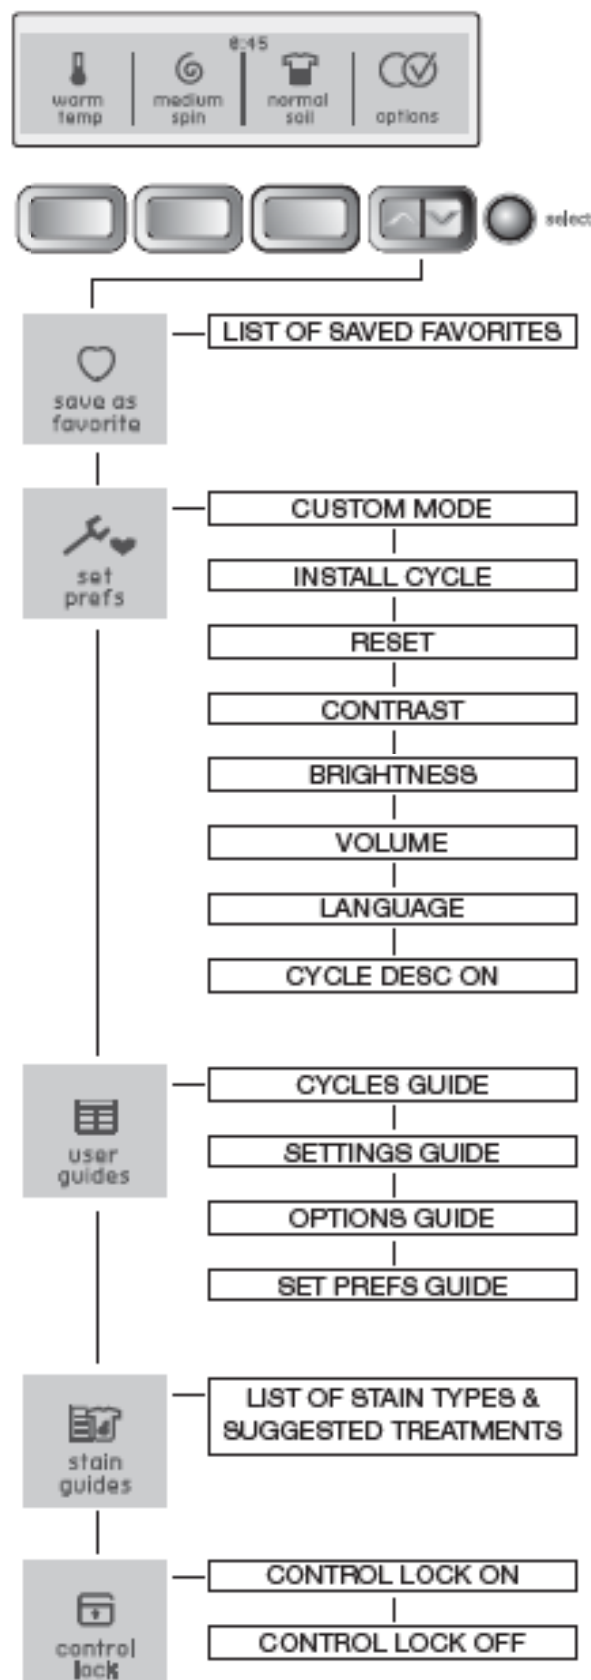 0:45
warm
temp
medium
spin
normal
soil
options
select
save as
favorite
LIST OF SAVED FAVORITES
set
prefs
CUSTOM MODE
INSTALL CYCLE
RESET
CONTRAST
BRIGHTNESS
VOLUME
LANGUAGE
CYCLE DESC ON
user
guides
CYCLES GUIDE
SETTINGS GUIDE
OPTIONS GUIDE
SET PREFS GUIDE
stain
guides
LIST OF STAIN TYPES &
SUGGESTED TREATMENTS
control
lock
CONTROL LOCK ON
CONTROL LOCK OFF